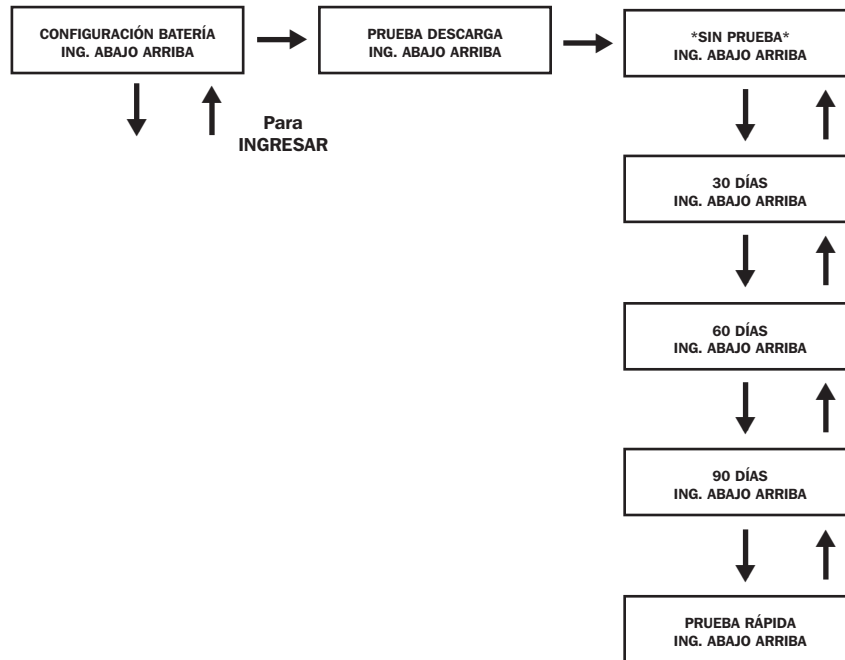 CONFIGURACIÓN BATERÍA
ING. ABAJO ARRIBA
PRUEBA DESCARGA
ING. ABAJO ARRIBA
*SIN PRUEBA*
ING. ABAJO ARRIBA
Para
INGRESAR
30 DÍAS
ING. ABAJO ARRIBA
60 DÍAS
ING. ABAJO ARRIBA
90 DÍAS
ING. ABAJO ARRIBA
PRUEBA RÁPIDA
ING. ABAJO ARRIBA